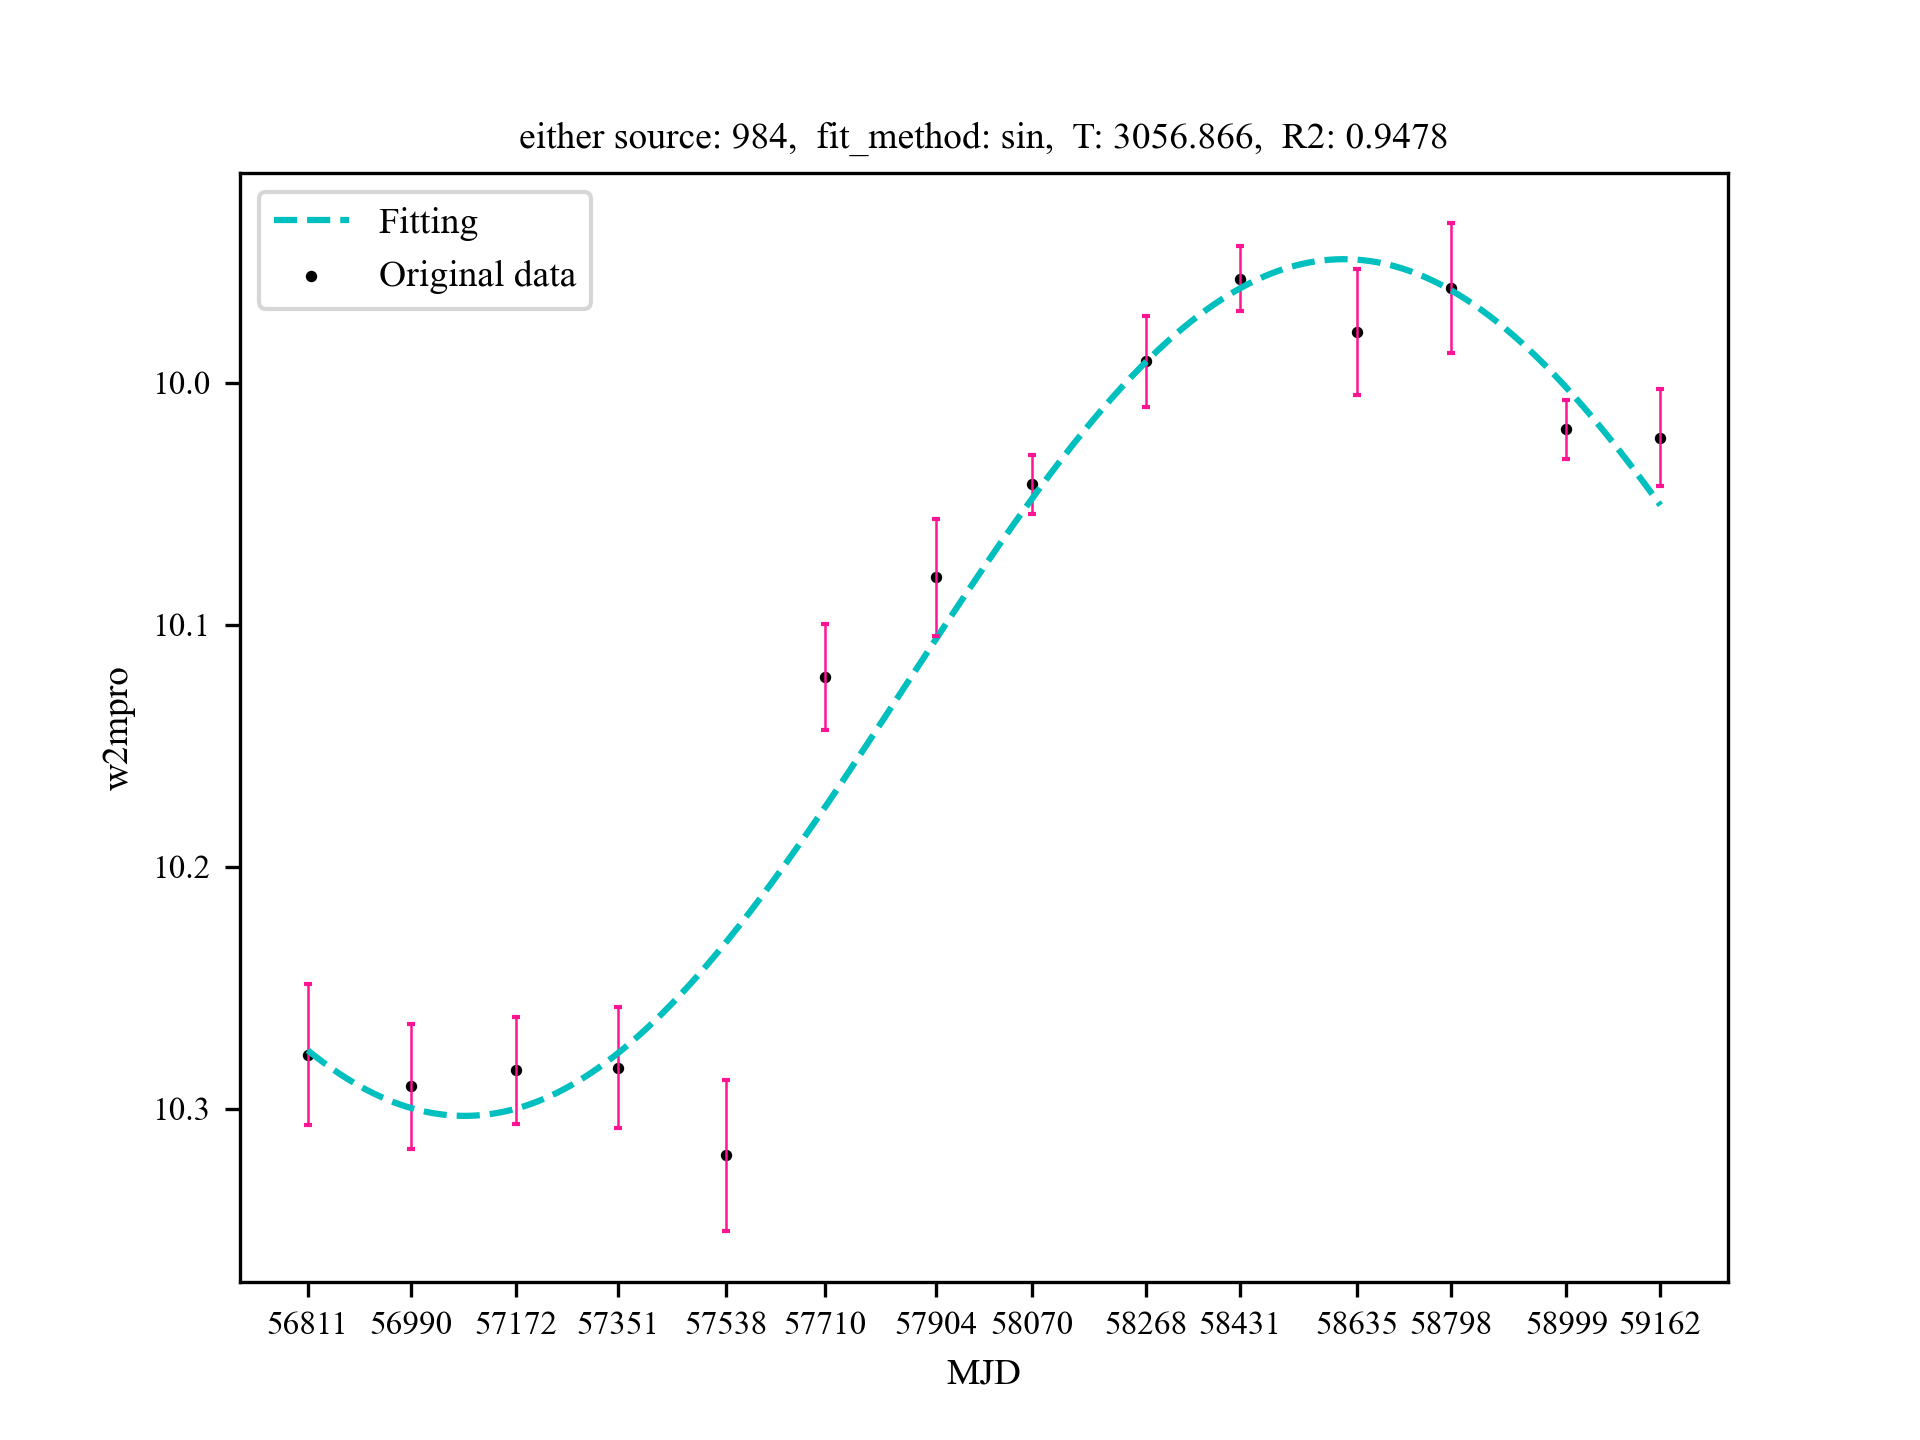 either source: 984,  fit_method: sin,  T: 3056.866,  R2: 0.9478
Fitting
Original data
10.0
10.1
10.2
10.3
w2mpro
56811 56990 57172 57351 57538 57710 57904 58070 58268 58431 58635 58798 58999 59162
MJD